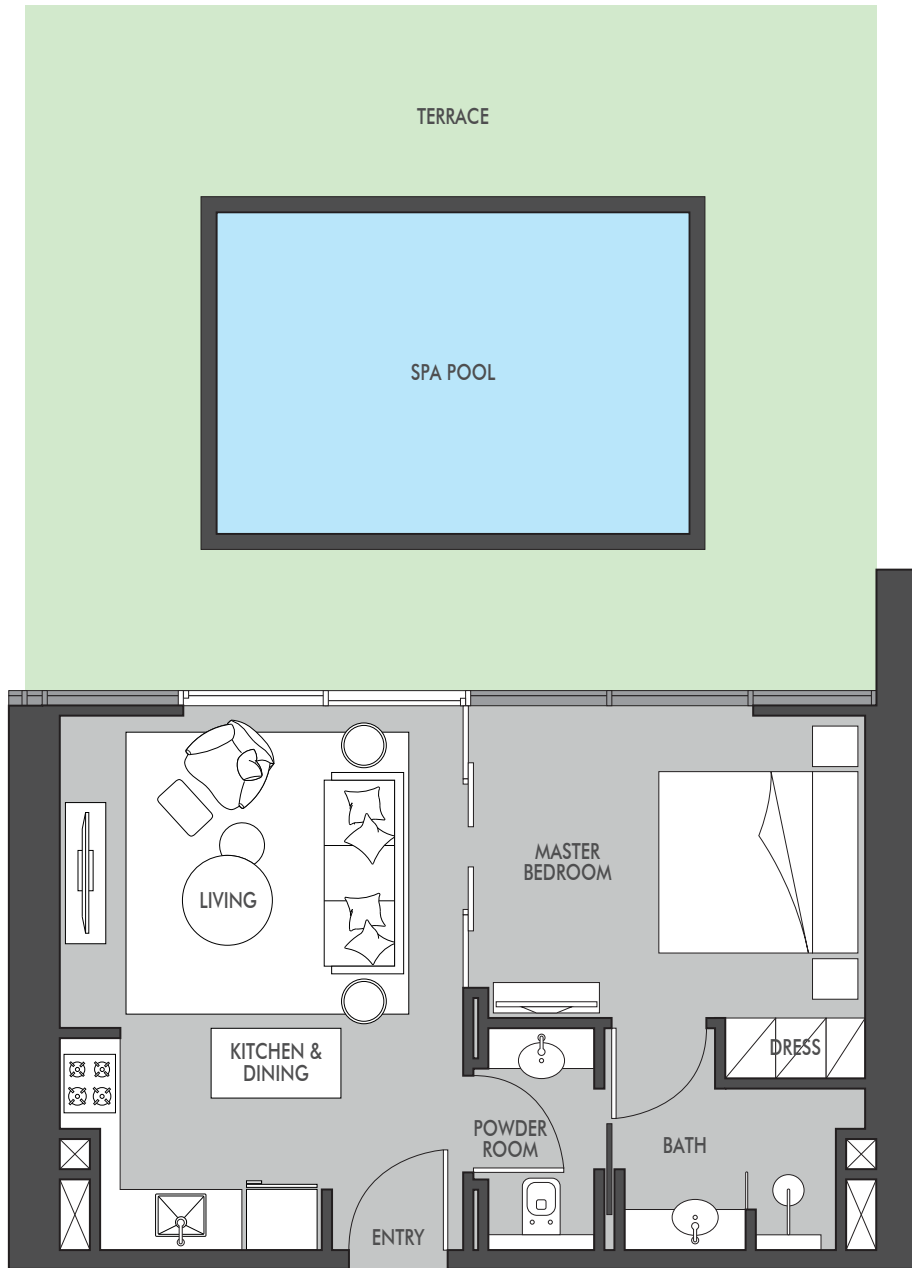 TERRACE
SPA POOL
MASTER
BEDROOM
LIVING
KITCHEN &
DINING
DRESS
POWDER
ROOM
BATH
ENTRY